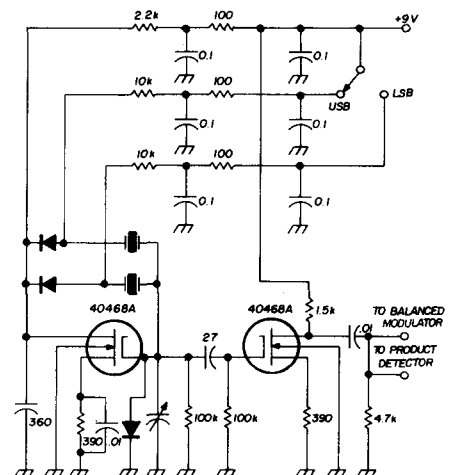 2.2k
100
+9V
0.1
0.1
10k
100
USB
LSB
0.1
0.1
10k
100
0.1
0.1
40468A
40468A
1.5k
.01
TO BALANCED
MODULATOR
TO PRODUCT
DETECTOR
27
360
390
.01
100k
100k
390
4.7k